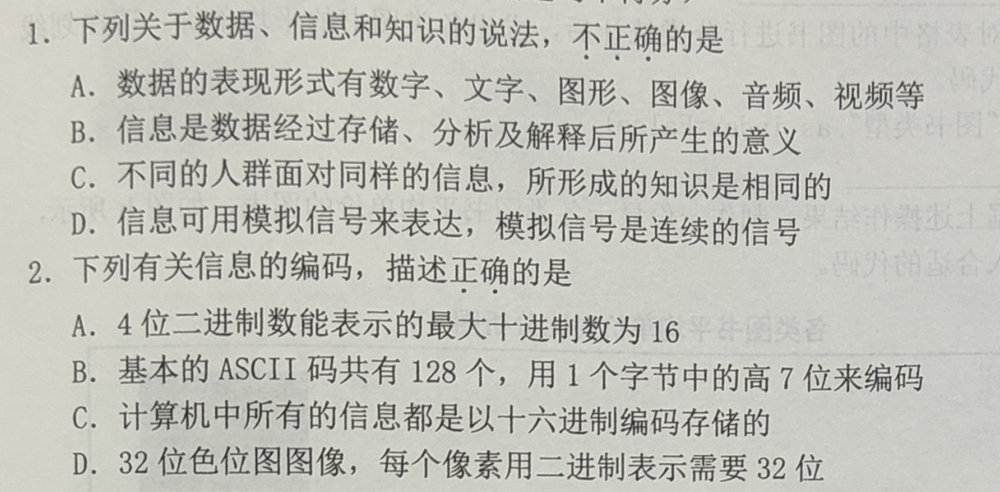 1. 下列关于数据、信息和知识的说法，不正确的是
A. 数据的表现形式有数字、文字、图形、图像、音频、视频等
B. 信息是数据经过存储、分析及解释后所产生的意义
C. 不同的人群面对同样的信息，所形成的知识是相同的
D. 信息可用模拟信号来表达，模拟信号是连续的信号
2. 下列有关信息的编码，描述正确的是
A. 4 位二进制数能表示的最大十进制数为 16
B. 基本的 ASCII 码共有 128 个，用 1 个字节中的高 7 位来编码
C. 计算机中所有的信息都是以十六进制编码存储的
D. 32 位色位图图像，每个像素用二进制表示需要 32 位